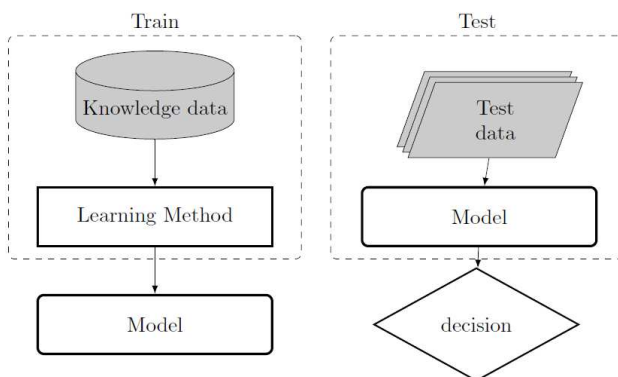 Train
Knowledge data
Learning Method
Model
Test
Test
data
Model
decision